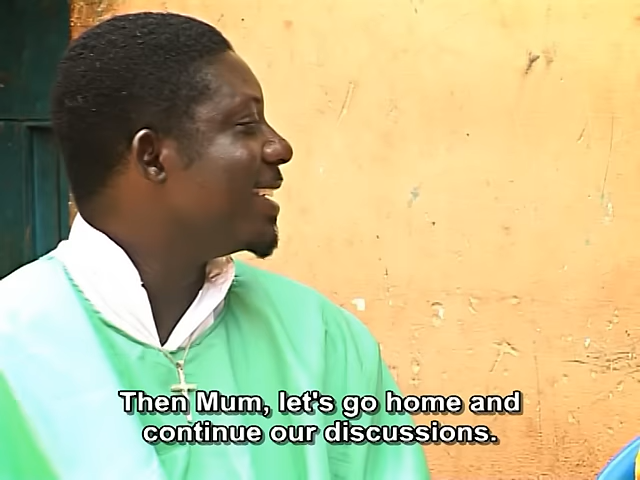 Then Mum, let's go home and
continue our discussions.